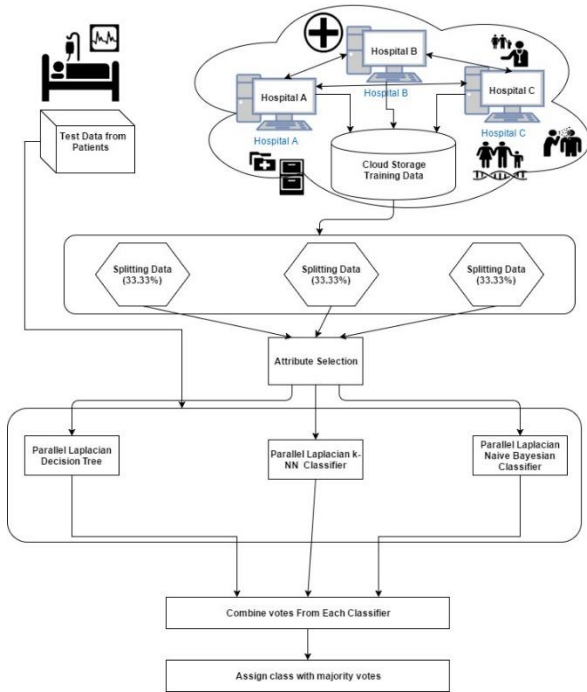 Hospital B
Hospital A
Hospital C
Hospital B
Hospital A
Hospital C
Test Data from
Patients
Cloud Storage
Training Data
Splitting Data
(33.33%)
Splitting Data
(33.33%)
Splitting Data
(33.33%)
Attribute Selection
Parallel Laplacian
Decision Tree
Parallel Laplacian k-
NN Classifier
Parallel Laplacian
Naive Bayesian
Classifier
Combine votes From Each Classifier
Assign class with majority votes